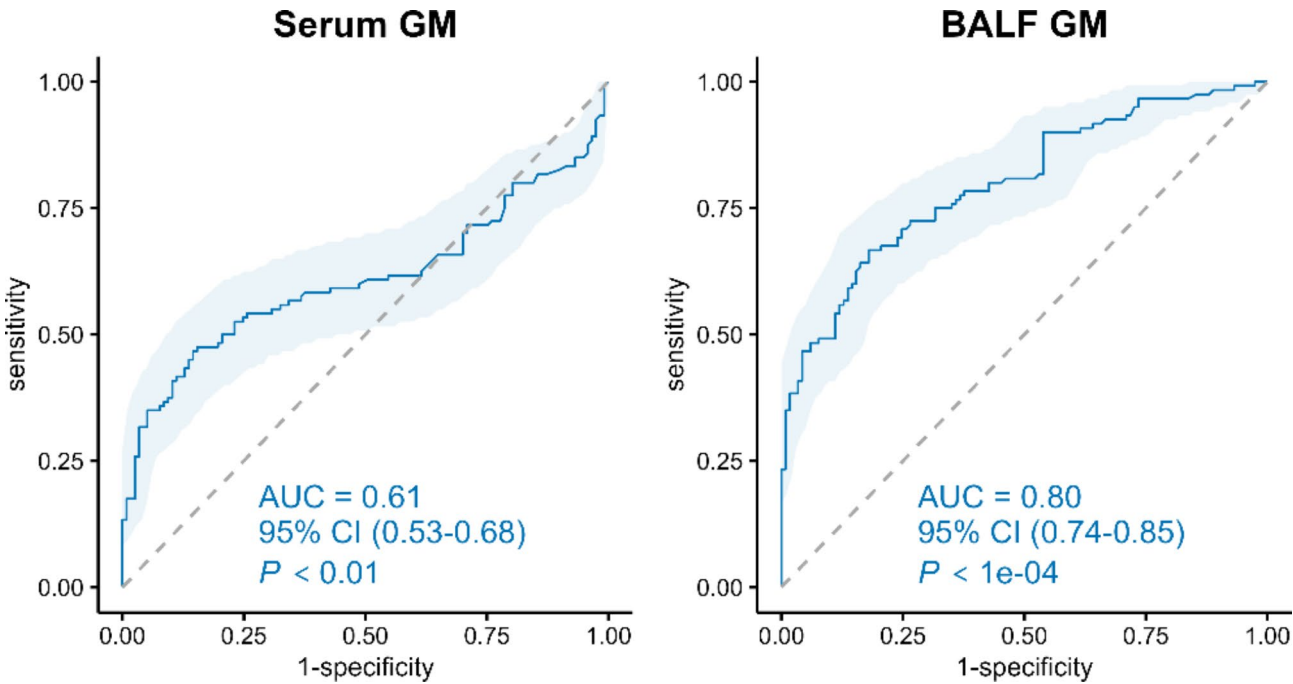 Serum GM
1.00
0.75
0.50
0.25
0.00
sensitivity
AUC = 0.61
95% CI (0.53-0.68)
P < 0.01
0.00 0.25 0.50 0.75 1.00
1-specificity
BALF GM
1.00
0.75
0.50
0.25
0.00
sensitivity
AUC = 0.80
95% CI (0.74-0.85)
P < 1e-04
0.00 0.25 0.50 0.75 1.00
1-specificity